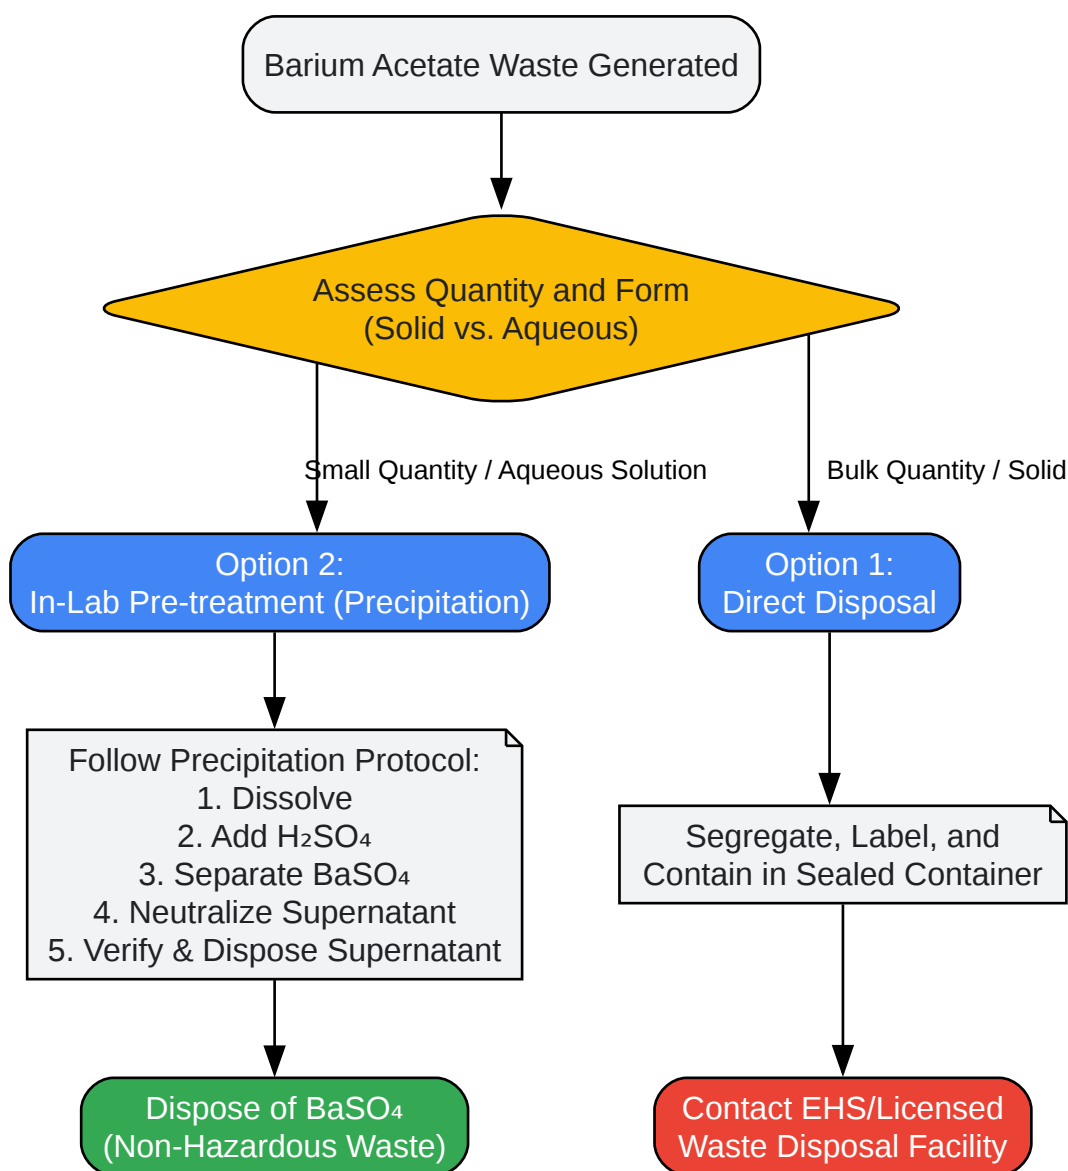 Barium Acetate Waste Generated
Assess Quantity and Form
(Solid vs. Aqueous)
Small Quantity / Aqueous Solution
Bulk Quantity / Solid
Option 2:
In-Lab Pre-treatment (Precipitation)
Option 1:
Direct Disposal
Follow Precipitation Protocol:
1. Dissolve
2. Add H₂SO₄
3. Separate BaSO₄
4. Neutralize Supernatant
5. Verify & Dispose Supernatant
Segregate, Label, and
Contain in Sealed Container
Dispose of BaSO₄
(Non-Hazardous Waste)
Contact EHS/Licensed
Waste Disposal Facility